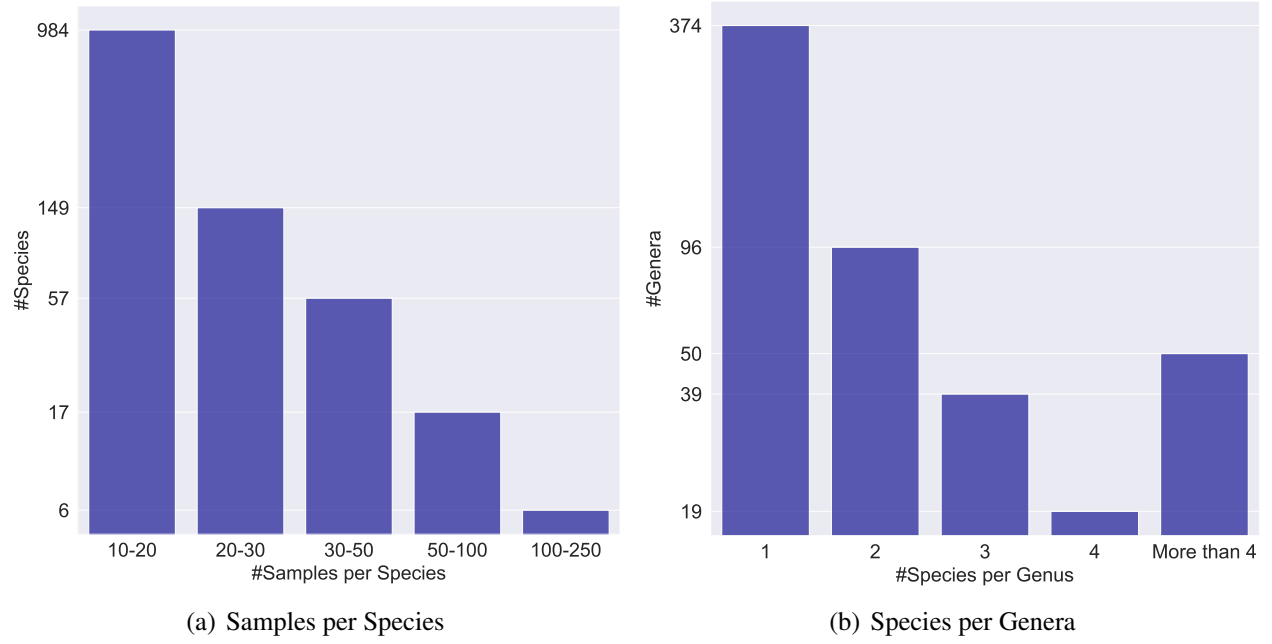 984
149
57
17
6
#Species
10-20 20-30 30-50 50-100 100-250
#Samples per Species
(a) Samples per Species
374
96
50
39
19
#Genera
1 2 3 4 More than 4
#Species per Genus
(b) Species per Genera